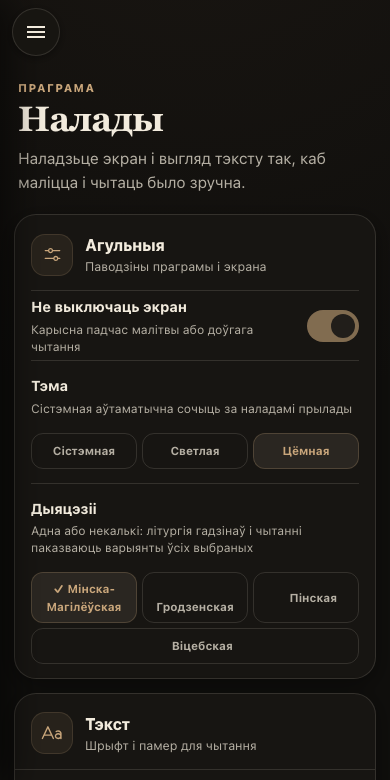 ПРАГРАМА
Налады
Наладзьце экран і выгляд тэксту так, каб
маліцца і чытаць было зручна.
Агульныя
Паводзіны праграмы і экрана
Не выключаць экран
Карысна падчас малітвы або доўгага
чытання
Тэма
Сістэмная аўтаматычна сочыць за наладамі прылады
Сістэмная Светлая Цёмная
Дыяцэзіі
Адна або некалькі: літургія гадзінаў і чытанні
паказваюць варыянты ўсіх выбраных
✓ Мінска-
Магілёўская
Гродзенская
Пінская
Віцебская
Aa
Тэкст
Шрыфт і памер для чытання